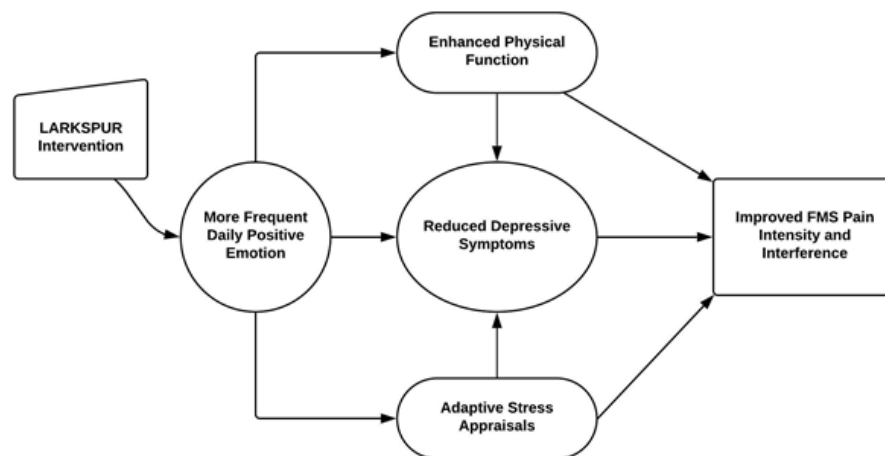 Enhanced Physical
Function
LARKSPUR
Intervention
More Frequent
Daily Positive
Emotion
Reduced Depressive
Symptoms
Improved FMS Pain
Intensity and
Interference
Adaptive Stress
Appraisals